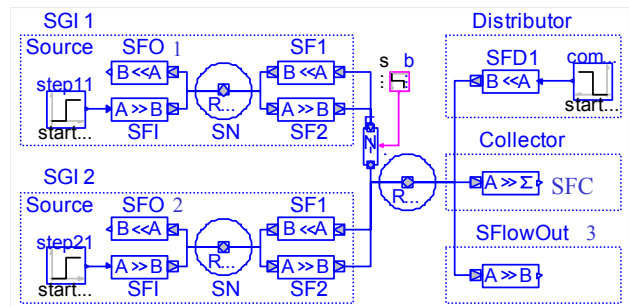 SGI 1
Source
step11
start...
SFO 1
B <<A
A >> B
SFI
R...
SN
SF1
B <<A
A >> B
SF2
s b
F
N
R...
SGI 2
Source
step21
start...
SFO 2
B <<A
A >> B
SFI
R...
SN
SF1
B <<A
A >> B
SF2
Distributor
SFD1
B <<A
com...
start...
Collector
A >> Σ
SFC
SFlowOut 3
A >> B